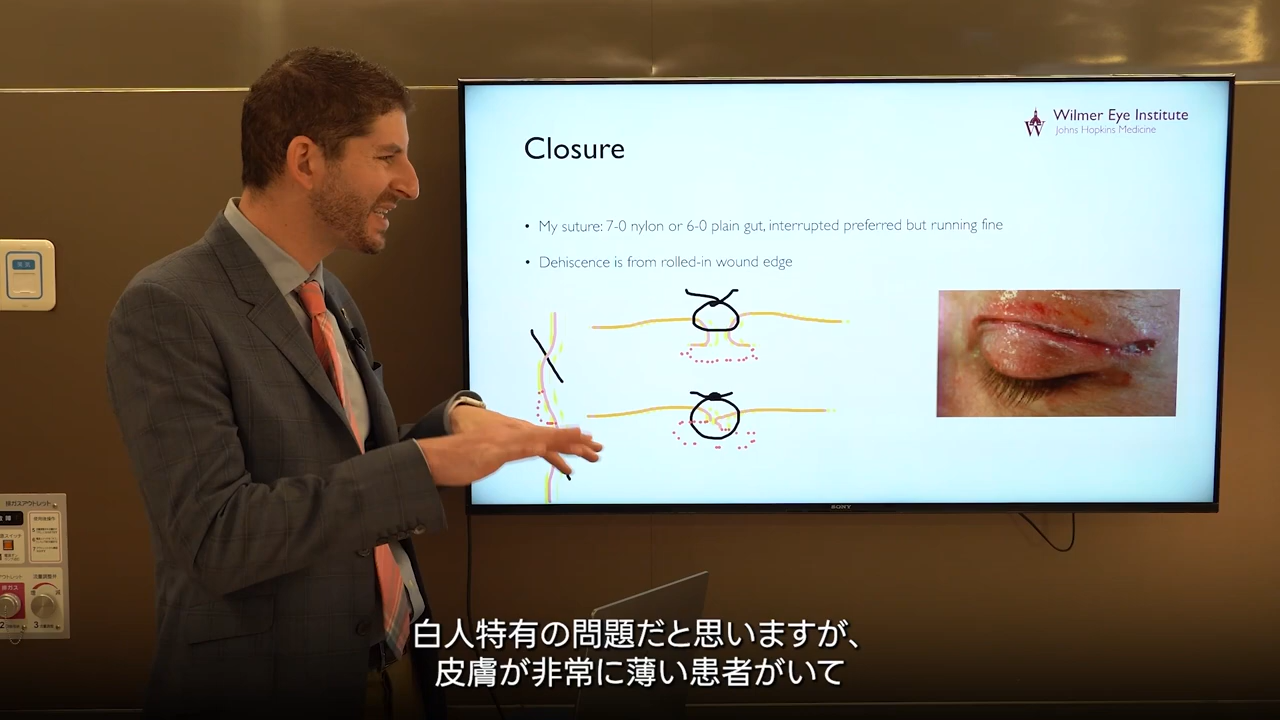 Wilmer Eye Institute
Johns Hopkins Medicine
Closure
• My suture: 7-0 nylon or 6-0 plain gut, interrupted preferred but running fine
• Dehiscence is from rolled-in wound edge
SONY
白人特有の問題だと思いますが、
皮膚が非常に薄い患者がいて